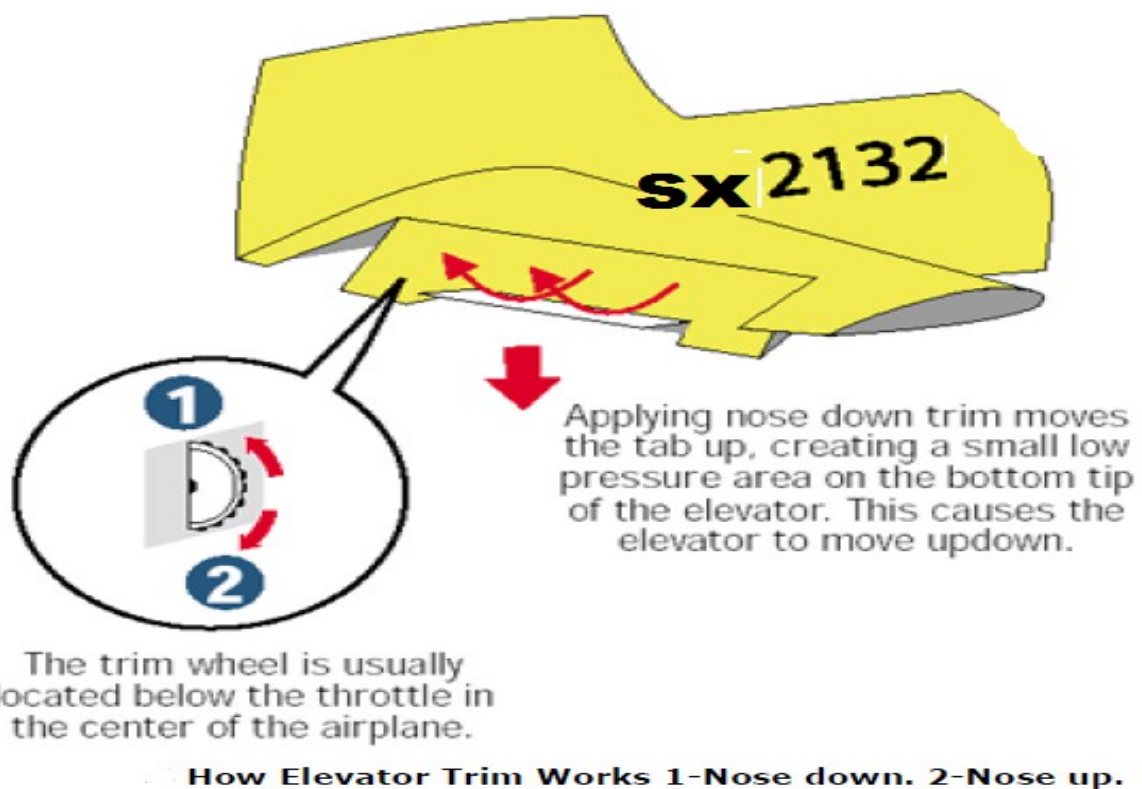 sx 2132
Applying nose down trim moves
the tab up, creating a small low
pressure area on the bottom tip
of the elevator. This causes the
elevator to move updown.
1
2
The trim wheel is usually
located below the throttle in
the center of the airplane.
How Elevator Trim Works 1-Nose down. 2-Nose up.